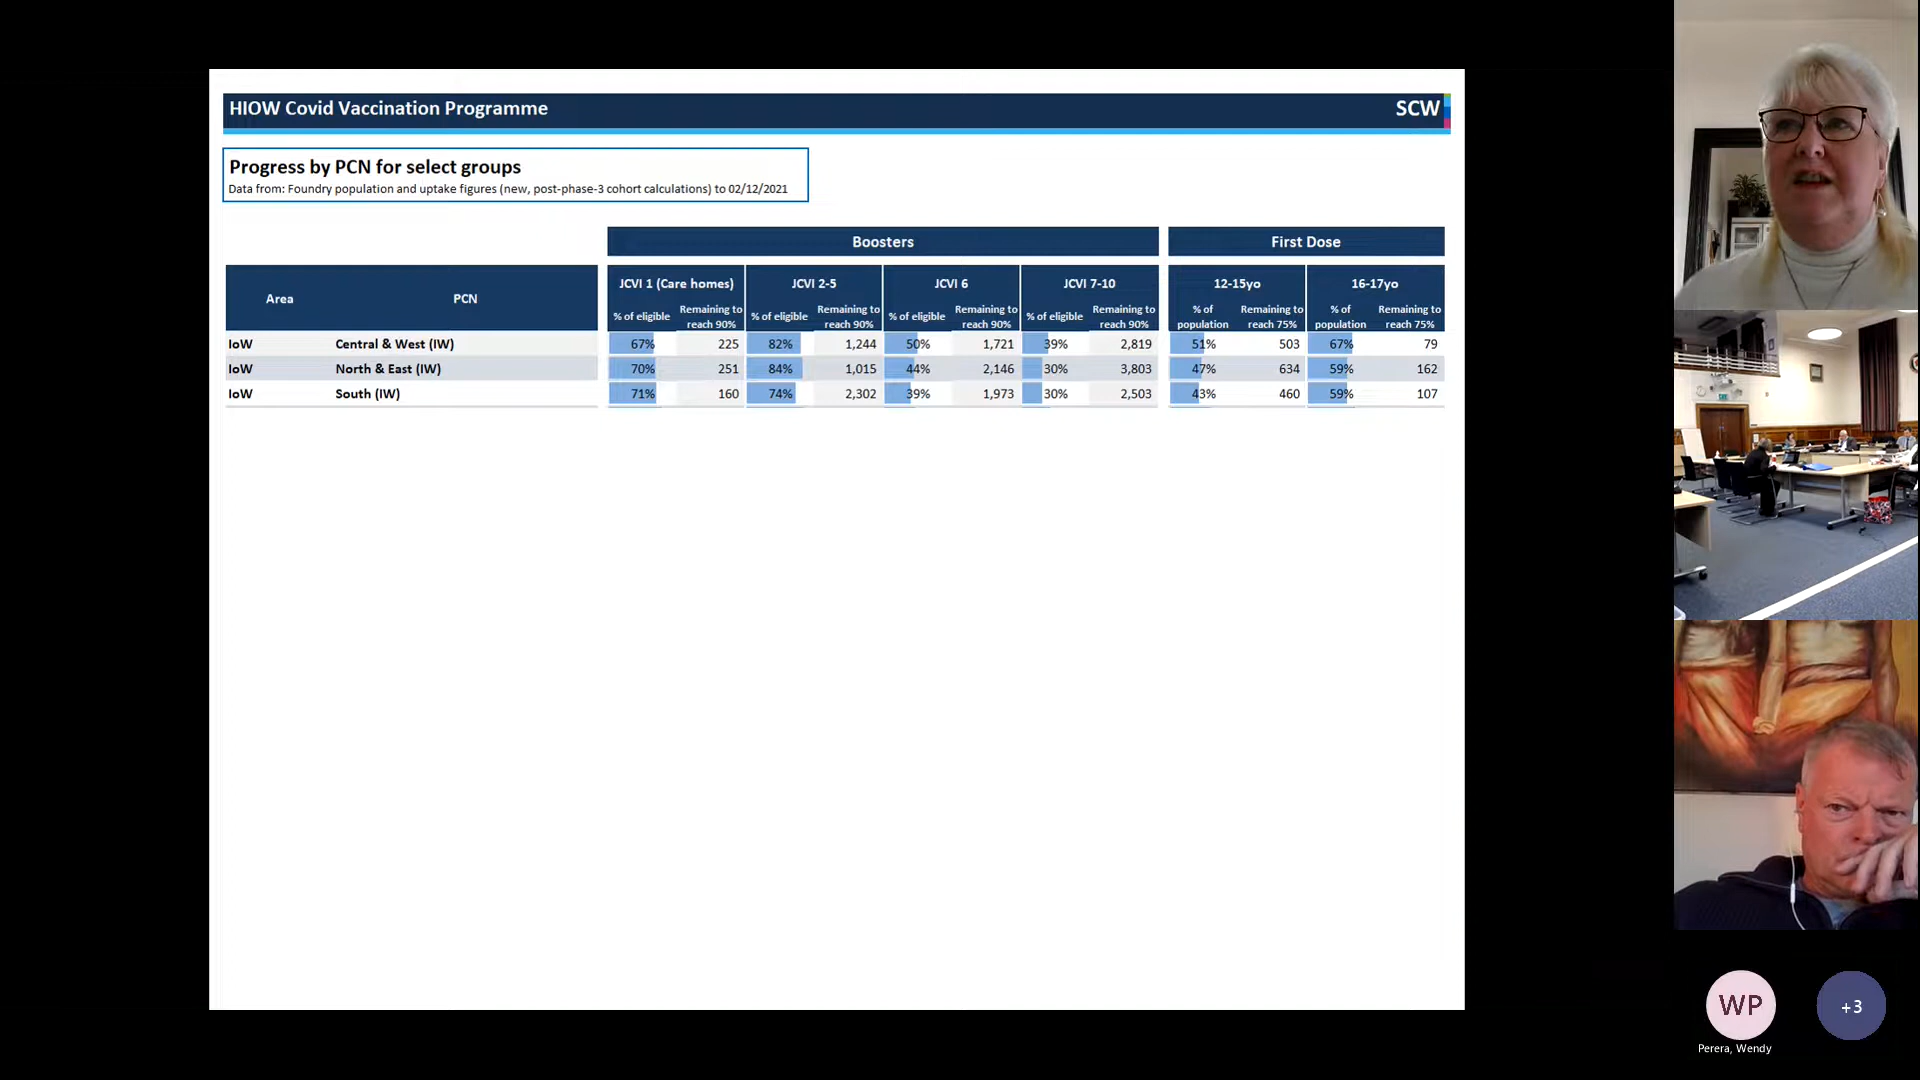 HIOW Covid Vaccination Programme
SCW
Progress by PCN for select groups
Data from: Foundry population and uptake figures (new, post-phase-3 cohort calculations) to 02/12/2021
Boosters First Dose
Area PCN
JCVI 1 (Care homes) JCVI 2-5 JCVI 6 JCVI 7-10 12-15yo 16-17yo
% of eligible Remaining to reach 90% % of eligible Remaining to reach 90% % of eligible Remaining to reach 90% % of eligible Remaining to reach 90% % of population Remaining to reach 75% % of population Remaining to reach 75%
IoW Central & West (IW) 67% 225 82% 1,244 50% 1,721 39% 2,819 51% 503 67% 79
IoW North & East (IW) 70% 251 84% 1,015 44% 2,146 30% 3,803 47% 634 59% 162
IoW South (IW) 71% 160 74% 2,302 39% 1,973 30% 2,503 43% 460 59% 107
WP
+3
Perera, Wendy